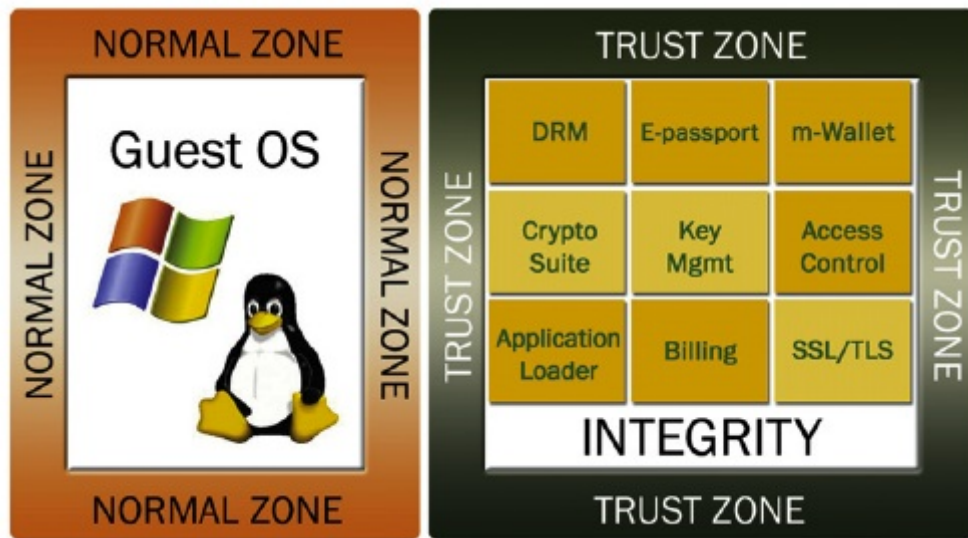 NORMAL ZONE
NORMAL ZONE
Guest OS
NORMAL ZONE
NORMAL ZONE
TRUST ZONE
TRUST ZONE
DRM
E-passport
m-Wallet
Crypto
Suite
Key
Mgmt
Access
Control
Application
Loader
Billing
SSL/TLS
INTEGRITY
TRUST ZONE
TRUST ZONE